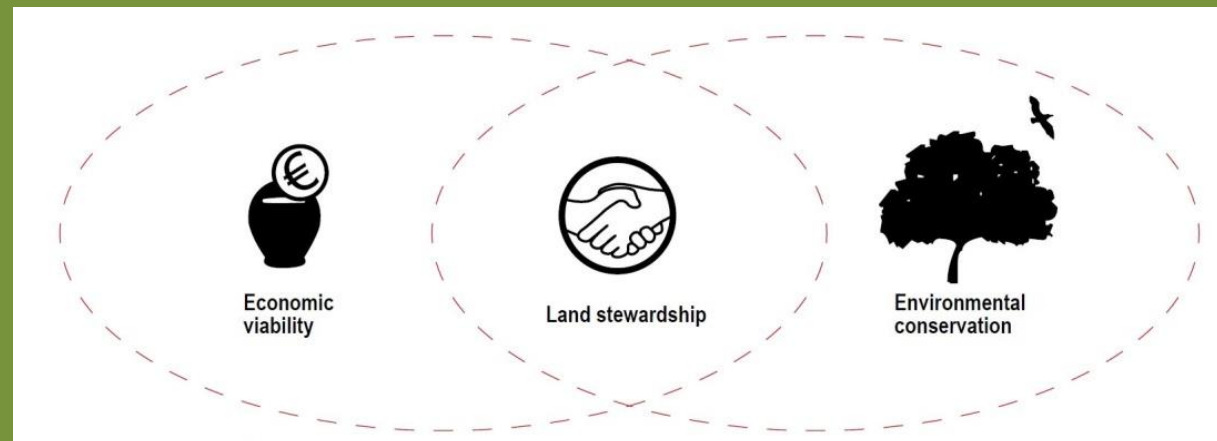 €
Economic
viability
Land stewardship
Environmental
conservation